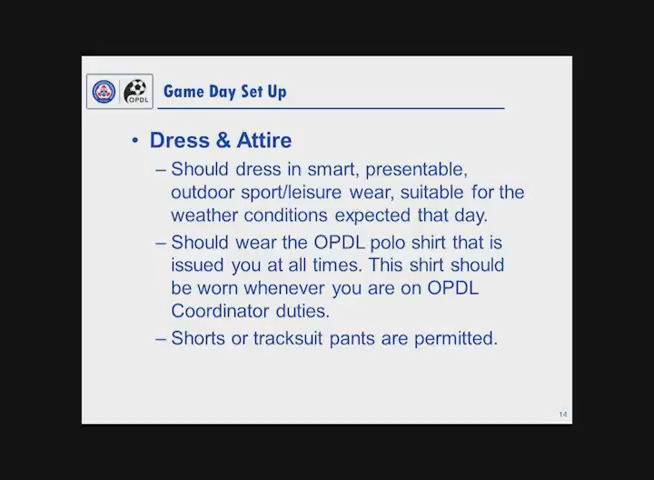 OPDL
Game Day Set Up
• Dress & Attire
– Should dress in smart, presentable,
outdoor sport/leisure wear, suitable for the
weather conditions expected that day.
– Should wear the OPDL polo shirt that is
issued you at all times. This shirt should
be worn whenever you are on OPDL
Coordinator duties.
– Shorts or tracksuit pants are permitted.
14